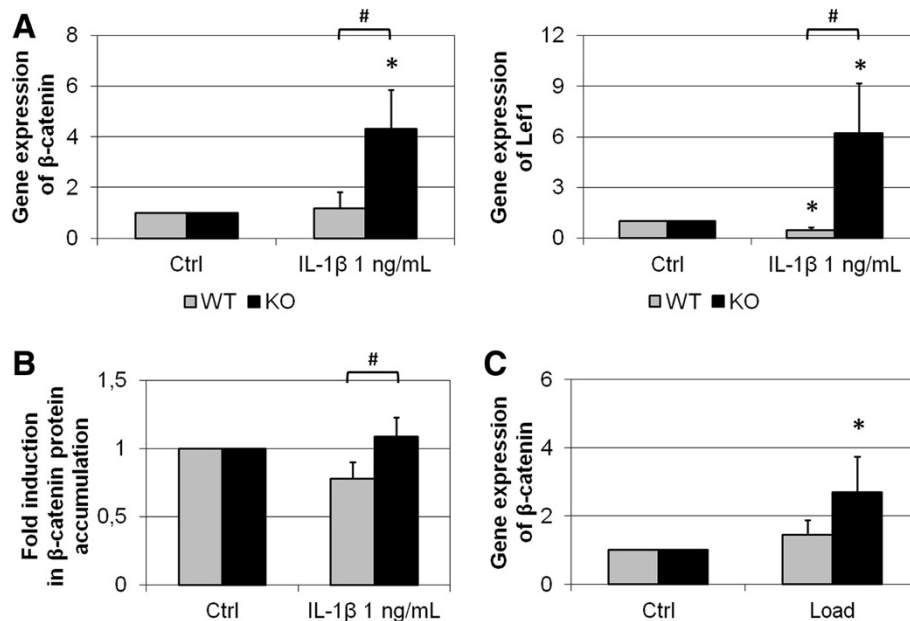 A
Gene expression
of β-catenin
8
6
4
2
0
#
*
Ctrl
IL-1β 1 ng/mL
WT KO
Gene expression
of Lef1
12
9
6
3
0
#
*
*
Ctrl
IL-1β 1 ng/mL
WT KO
B
Fold induction
in β-catenin protein
accumulation
1,5
1
0,5
0
#
Ctrl
IL-1β 1 ng/mL
C
Gene expression
of β-catenin
6
4
2
0
*
Ctrl
Load